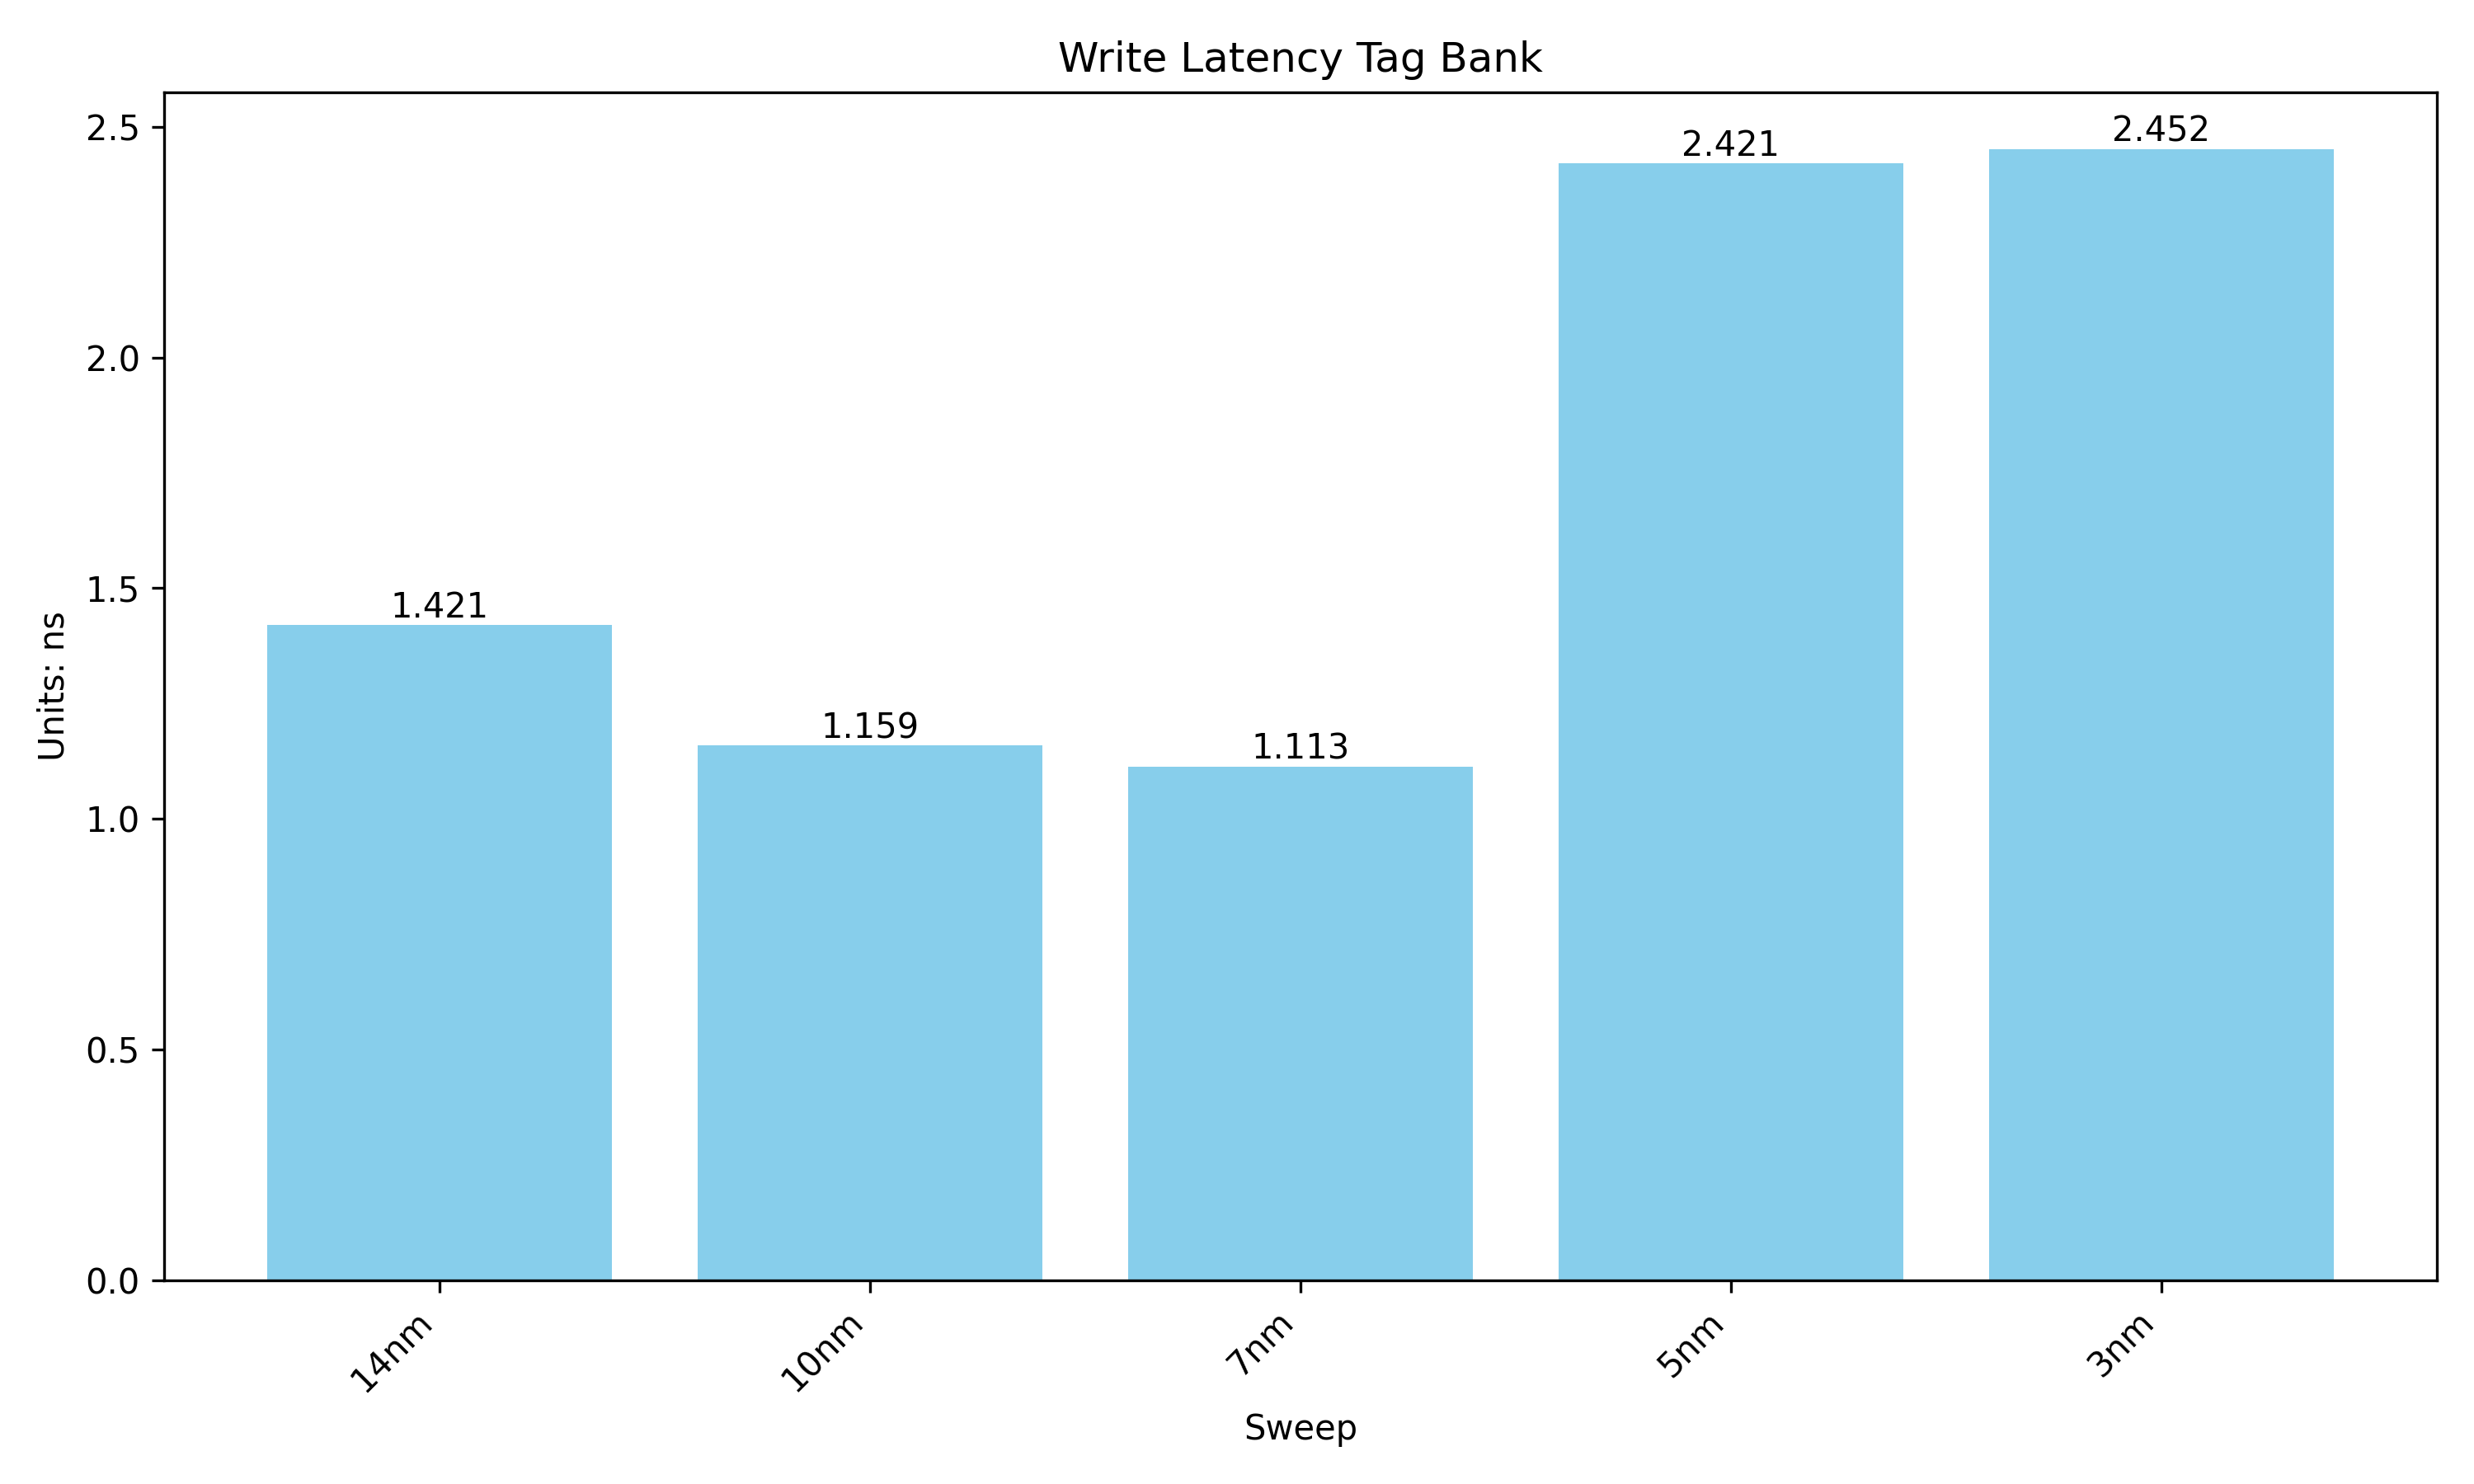 Write Latency Tag Bank
2.5
2.0
1.5
1.0
0.5
0.0
Units: ns
1.421
1.159
1.113
2.421
2.452
14nm
10nm
7nm
5nm
3nm
Sweep